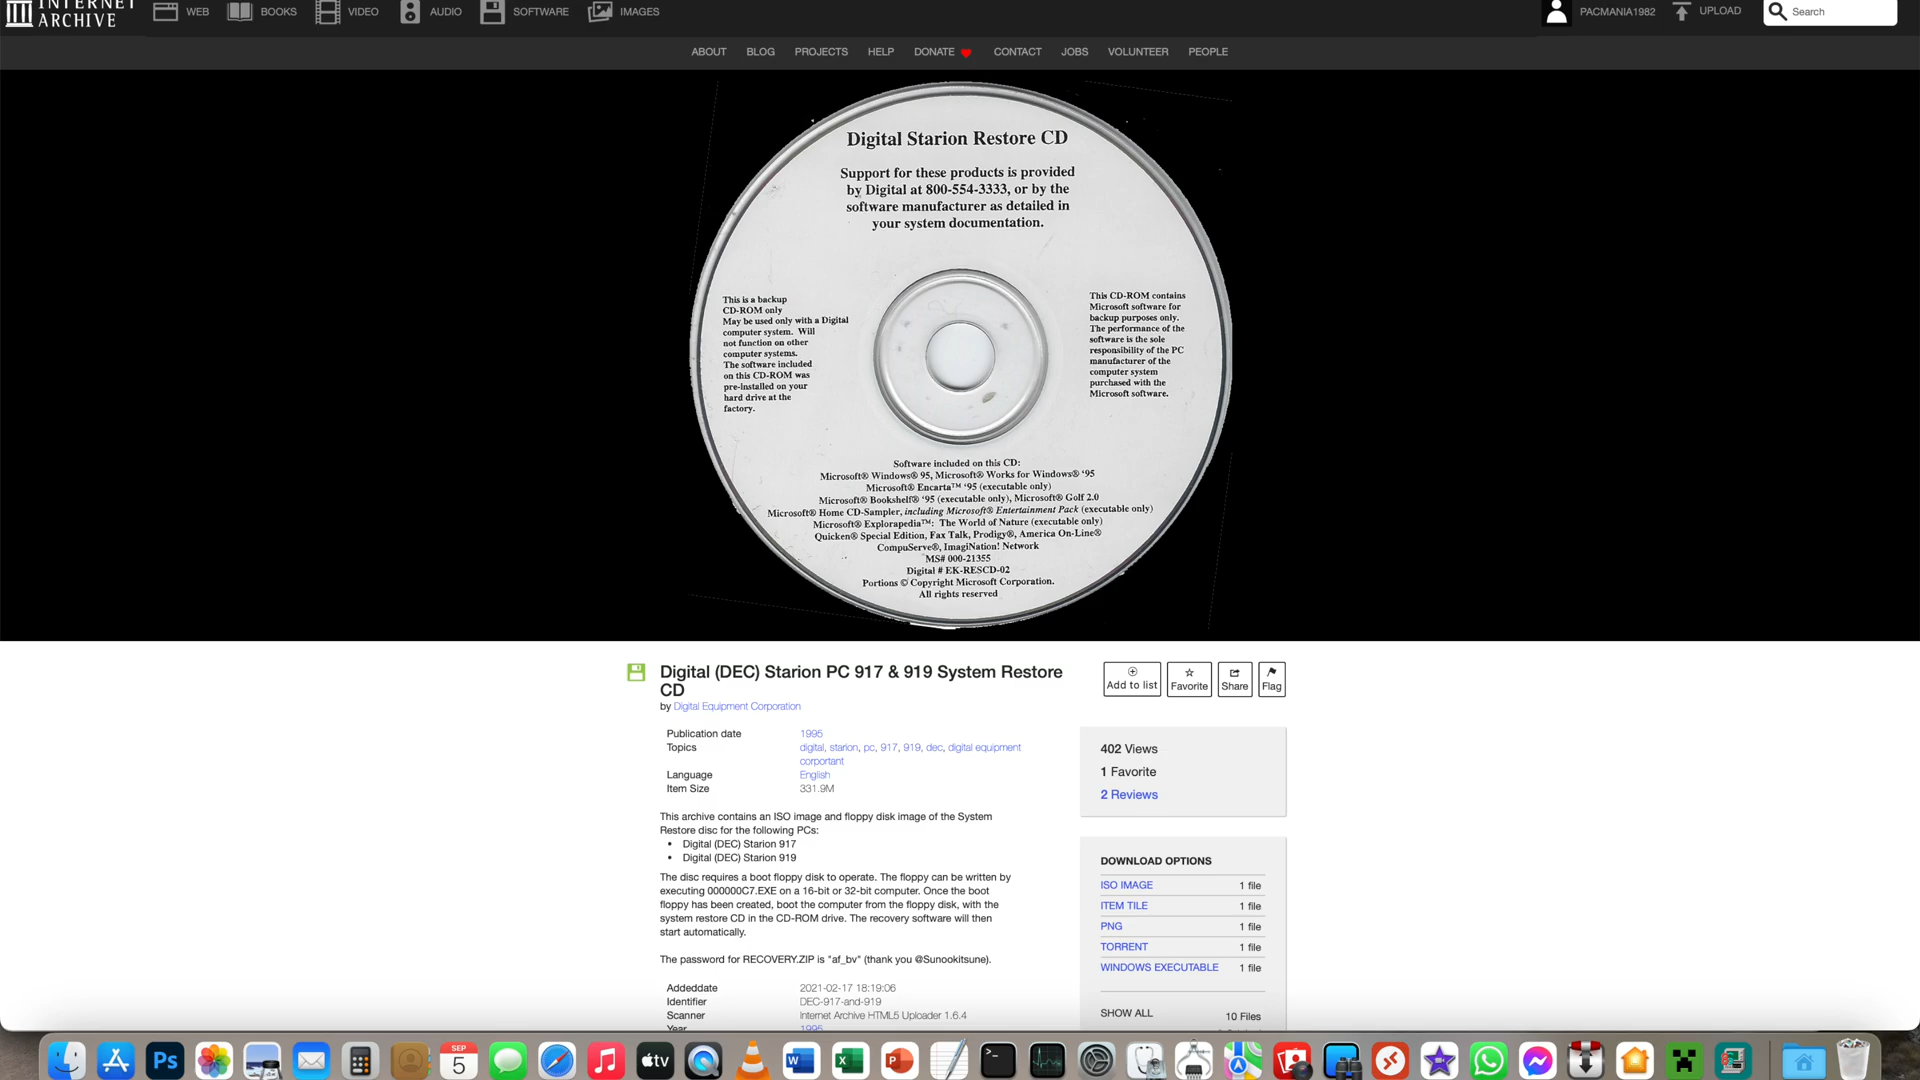 INTERNET
ARCHIVE
WEB
BOOKS
VIDEO
AUDIO
SOFTWARE
IMAGES
PACMANIA1982
UPLOAD
Search
ABOUT
BLOG
PROJECTS
HELP
DONATE
CONTACT
JOBS
VOLUNTEER
PEOPLE
Digital Starion Restore CD
Support for these products is provided
by Digital at 800-554-3333, or by the
software manufacturer as detailed in
your system documentation.
This is a backup
CD-ROM only
May be used only with a Digital
computer system. Will
not function on other
computer systems.
The software included
on this CD-ROM was
pre-installed on your
hard drive at the
factory.
This CD-ROM contains
Microsoft software for
backup purposes only.
The performance of the
software is the sole
responsibility of the PC
manufacturer of the
computer system
purchased with the
Microsoft software.
Software included on this CD:
Microsoft® Windows® 95, Microsoft® Works for Windows® '95
Microsoft® Encarta™ '95 (executable only)
Microsoft® Bookshelf® '95 (executable only), Microsoft® Golf 2.0
Microsoft® Home CD-Sampler, including Microsoft® Entertainment Pack (executable only)
Microsoft® Explorapedia™: The World of Nature (executable only)
Quicken® Special Edition, Fax Talk, Prodigy®, America On-Line®
CompuServe®, ImagiNation! Network
MS# 000-21355
Digital # EK-RESCD-02
Portions © Copyright Microsoft Corporation.
All rights reserved
Digital (DEC) Starion PC 917 & 919 System Restore
CD
by Digital Equipment Corporation
Add to list
Favorite
Share
Flag
Publication date 1995
Topics digital, starion, pc, 917, 919, dec, digital equipment
corportant
Language English
Item Size 331.9M
402 Views
1 Favorite
2 Reviews
This archive contains an ISO image and floppy disk image of the System
Restore disc for the following PCs:
• Digital (DEC) Starion 917
• Digital (DEC) Starion 919
The disc requires a boot floppy disk to operate. The floppy can be written by
executing 000000C7.EXE on a 16-bit or 32-bit computer. Once the boot
floppy has been created, boot the computer from the floppy disk, with the
system restore CD in the CD-ROM drive. The recovery software will then
start automatically.
The password for RECOVERY.ZIP is "af_bv" (thank you @Sunookitsune).
Addeddate 2021-02-17 18:19:06
Identifier DEC-917-and-919
Scanner Internet Archive HTML5 Uploader 1.6.4
Year 1995
DOWNLOAD OPTIONS
ISO IMAGE 1 file
ITEM TILE 1 file
PNG 1 file
TORRENT 1 file
WINDOWS EXECUTABLE 1 file
SHOW ALL 10 Files
Ps
SEP
5
tv
W
X
P